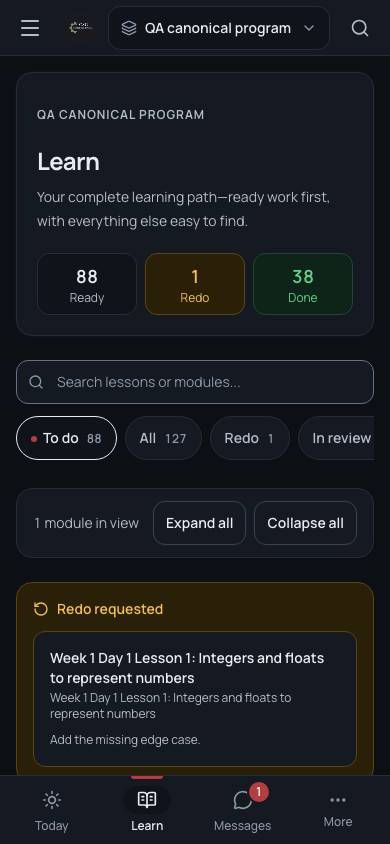 QA canonical program
QA CANONICAL PROGRAM
Learn
Your complete learning path—ready work first,
with everything else easy to find.
88
Ready
1
Redo
38
Done
Search lessons or modules...
To do 88
All 127
Redo 1
In review
1 module in view
Expand all
Collapse all
Redo requested
Week 1 Day 1 Lesson 1: Integers and floats
to represent numbers
Week 1 Day 1 Lesson 1: Integers and floats to
represent numbers
Add the missing edge case.
1
Today
Learn
Messages
More